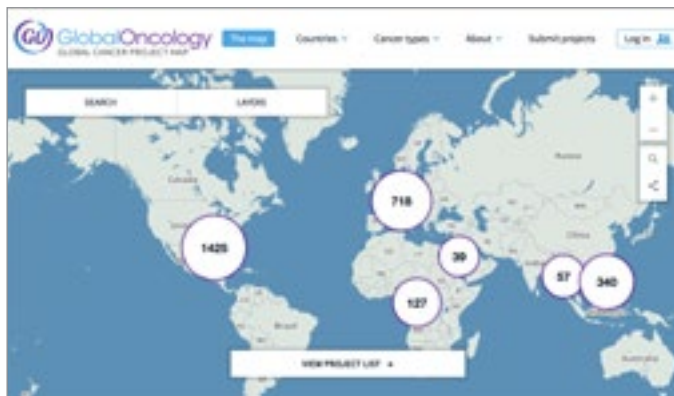 GO GlobalOncology
GLOBAL CANCER PROJECT MAP
The map
Countries
Cancer types
About
Submit projects
Log in
SEARCH
LAYERS
Canada
Russia
China
718
1425
39
57
340
127
Brazil
Australia
VIEW PROJECT LIST